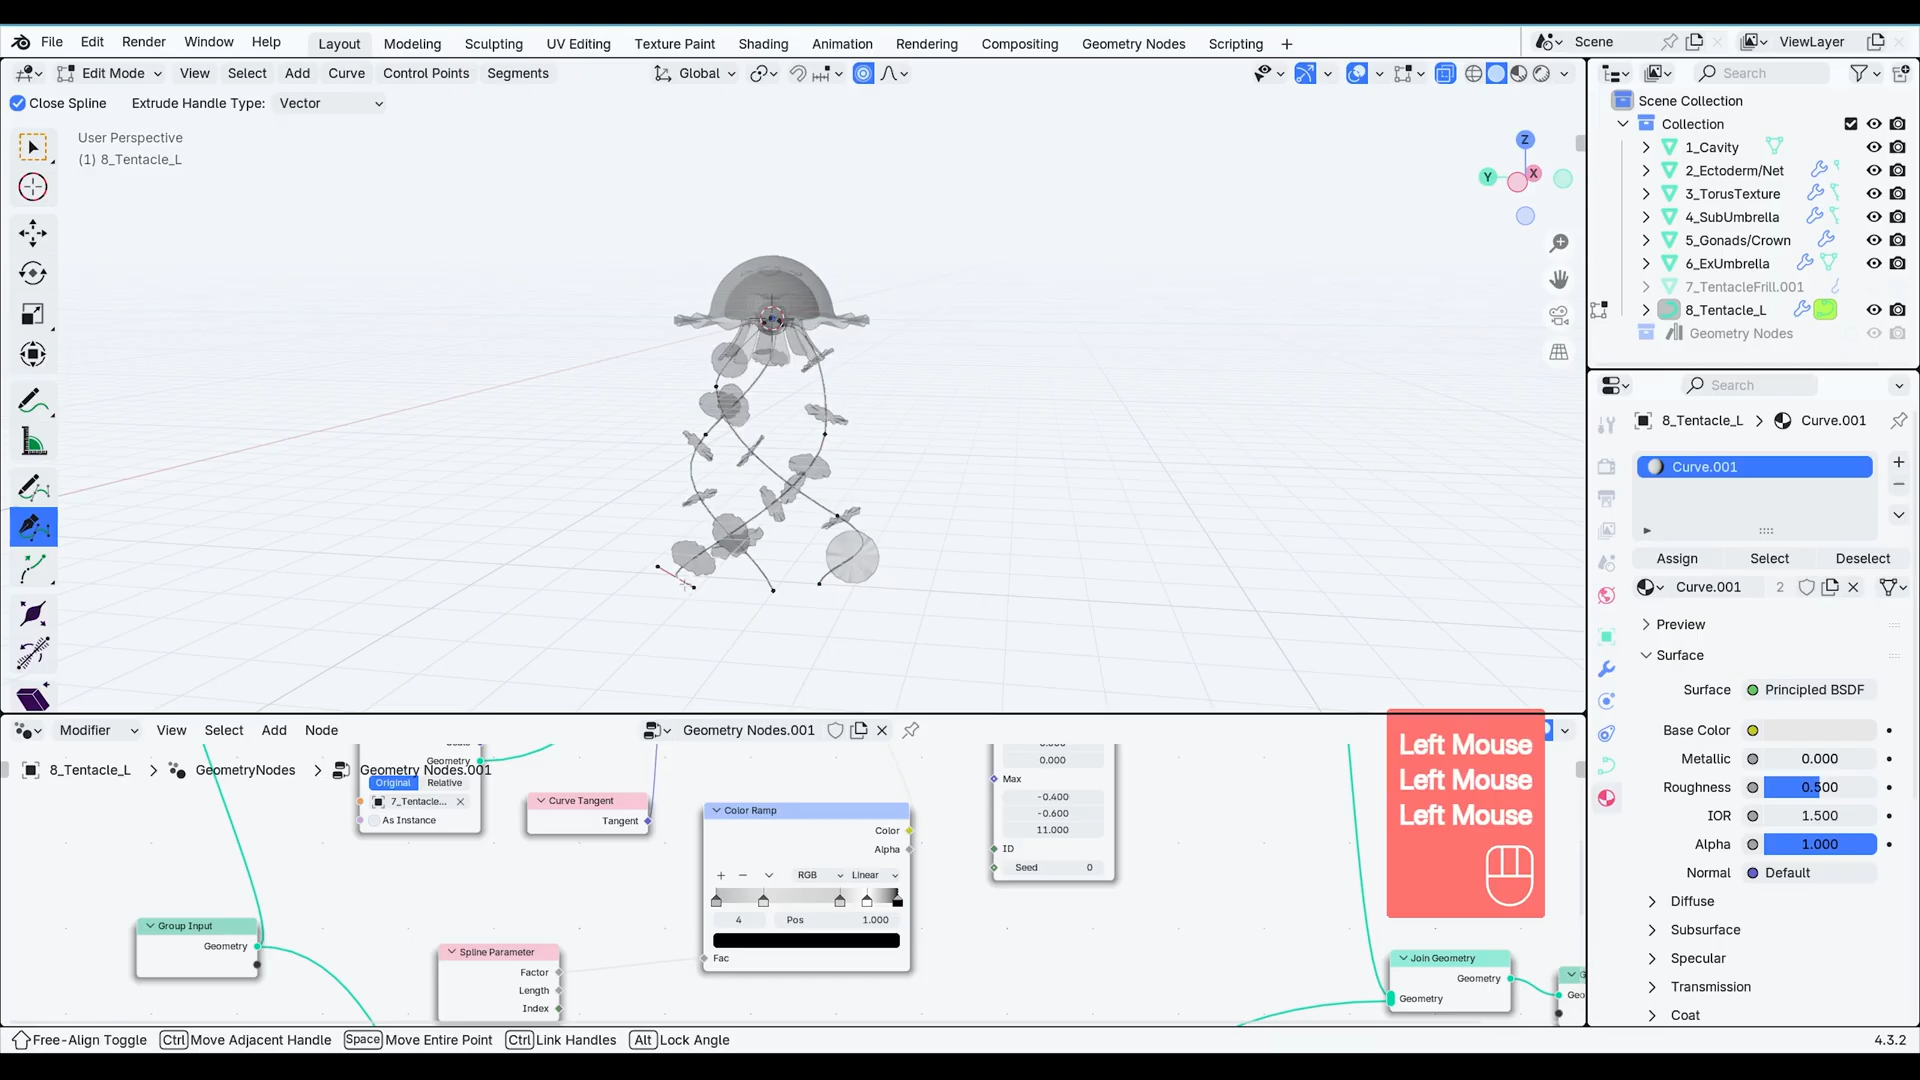 File Edit Render Window Help Layout Modeling Sculpting UV Editing Texture Paint Shading Animation Rendering Compositing Geometry Nodes Scripting + Scene ViewLayer
Edit Mode View Select Add Curve Control Points Segments Global Search
Close Spline Extrude Handle Type: Vector
User Perspective
(1) 8_Tentacle_L
Z
Y
X
Scene Collection
Collection
1_Cavity
2_Ectoderm/Net
3_TorusTexture
4_SubUmbrella
5_Gonads/Crown
6_ExUmbrella
7_TentacleFrill.001
8_Tentacle_L
Geometry Nodes
Search
8_Tentacle_L > Curve.001
Curve.001
Assign Select Deselect
Curve.001 2
Preview
Surface
Surface Principled BSDF
Base Color
Metallic 0.000
Roughness 0.500
IOR 1.500
Alpha 1.000
Normal Default
Diffuse
Subsurface
Specular
Transmission
Coat
Modifier View Select Add Node Geometry Nodes.001
8_Tentacle_L > GeometryNodes > Geometry Nodes.001
Geometry
Original Relative
7_Tentacle...
As Instance
Curve Tangent
Tangent
Color Ramp
Color
Alpha
RGB Linear
4 Pos 1.000
Fac
0.000
Max
-0.400
-0.600
11.000
ID
Seed 0
Group Input
Geometry
Spline Parameter
Factor
Length
Index
Join Geometry
Geometry
Geometry
Geo
Left Mouse
Left Mouse
Left Mouse
Free-Align Toggle Ctrl Move Adjacent Handle Space Move Entire Point Ctrl Link Handles Alt Lock Angle 4.3.2